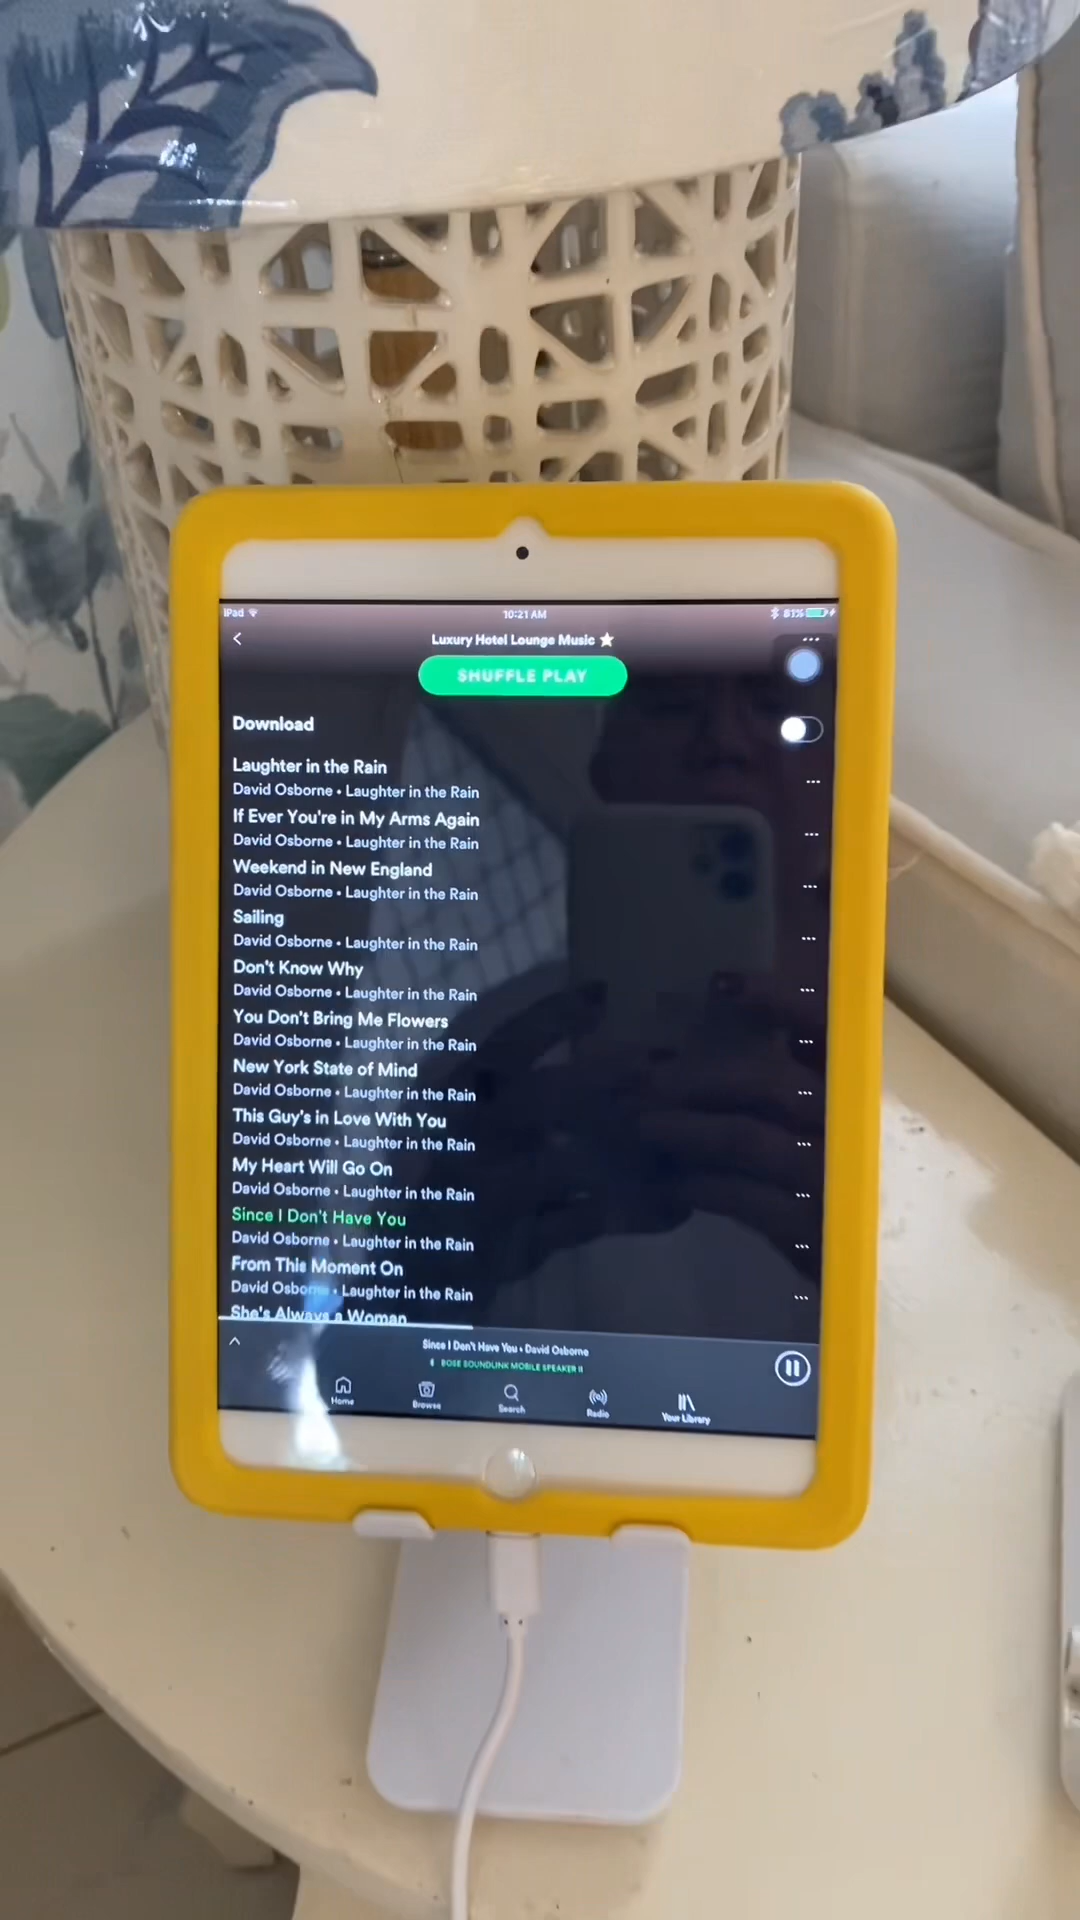 iPad 10:21 AM 81%
Luxury Hotel Lounge Music ⭐
SHUFFLE PLAY
Download
Laughter in the Rain
David Osborne • Laughter in the Rain
If Ever You're in My Arms Again
David Osborne • Laughter in the Rain
Weekend in New England
David Osborne • Laughter in the Rain
Sailing
David Osborne • Laughter in the Rain
Don't Know Why
David Osborne • Laughter in the Rain
You Don't Bring Me Flowers
David Osborne • Laughter in the Rain
New York State of Mind
David Osborne • Laughter in the Rain
This Guy's in Love With You
David Osborne • Laughter in the Rain
My Heart Will Go On
David Osborne • Laughter in the Rain
Since I Don't Have You
David Osborne • Laughter in the Rain
From This Moment On
David Osborne • Laughter in the Rain
She's Always a Woman
Since I Don't Have You • David Osborne
BOSE SOUNDLINK MOBILE SPEAKER II
Home Browse Search Radio Your Library